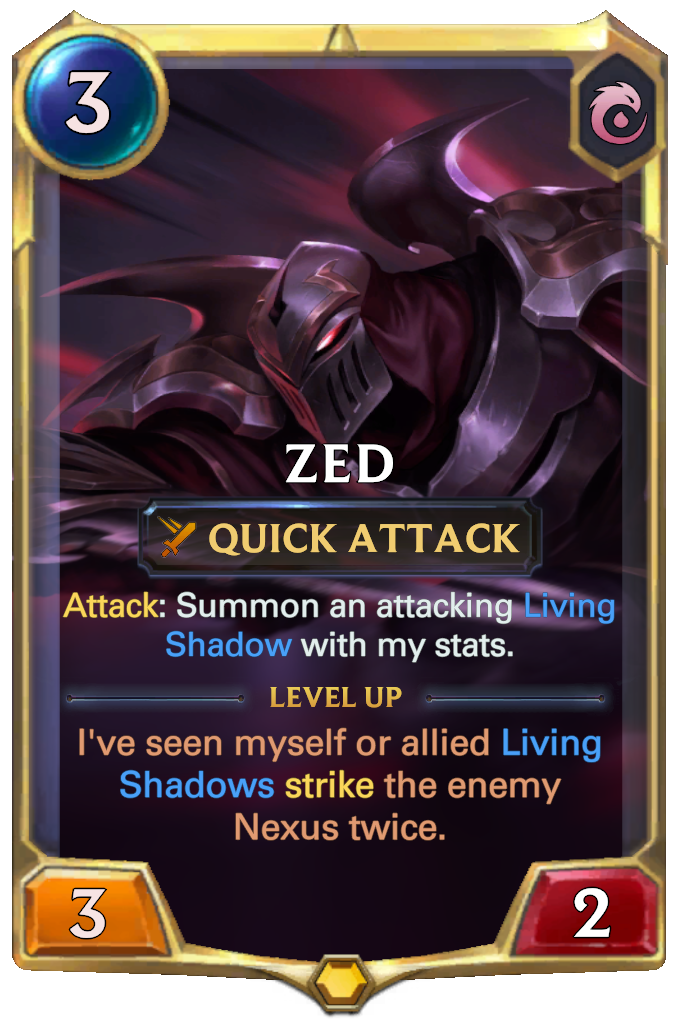 3
ZED
QUICK ATTACK
Attack: Summon an attacking Living
Shadow with my stats.
LEVEL UP
I've seen myself or allied Living
Shadows strike the enemy
Nexus twice.
3
2